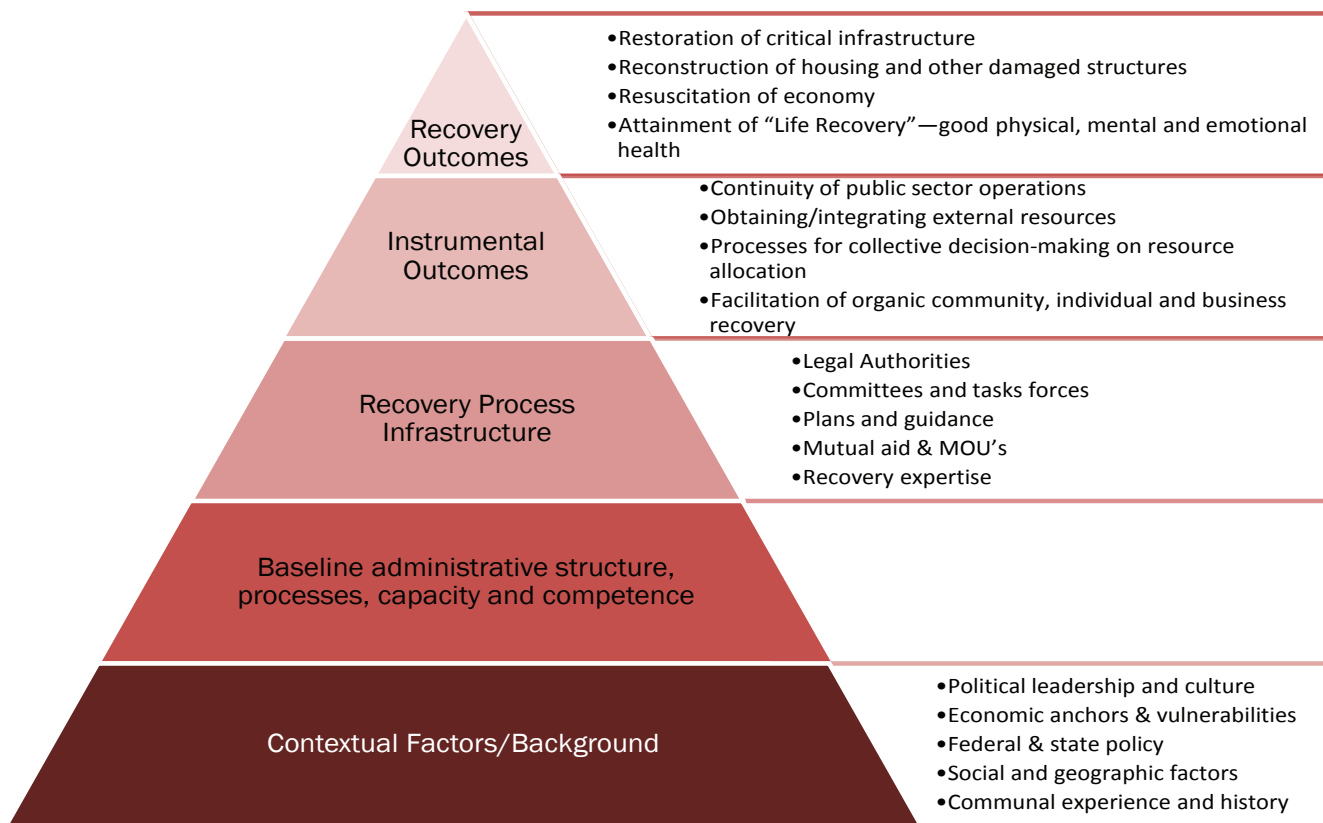 Recovery
Outcomes
•Restoration of critical infrastructure
•Reconstruction of housing and other damaged structures
•Resuscitation of economy
•Attainment of “Life Recovery”—good physical, mental and emotional
health
Instrumental
Outcomes
•Continuity of public sector operations
•Obtaining/integrating external resources
•Processes for collective decision-making on resource
allocation
•Facilitation of organic community, individual and business
recovery
Recovery Process
Infrastructure
•Legal Authorities
•Committees and tasks forces
•Plans and guidance
•Mutual aid & MOU’s
•Recovery expertise
Baseline administrative structure,
processes, capacity and competence
Contextual Factors/Background
•Political leadership and culture
•Economic anchors & vulnerabilities
•Federal & state policy
•Social and geographic factors
•Communal experience and history